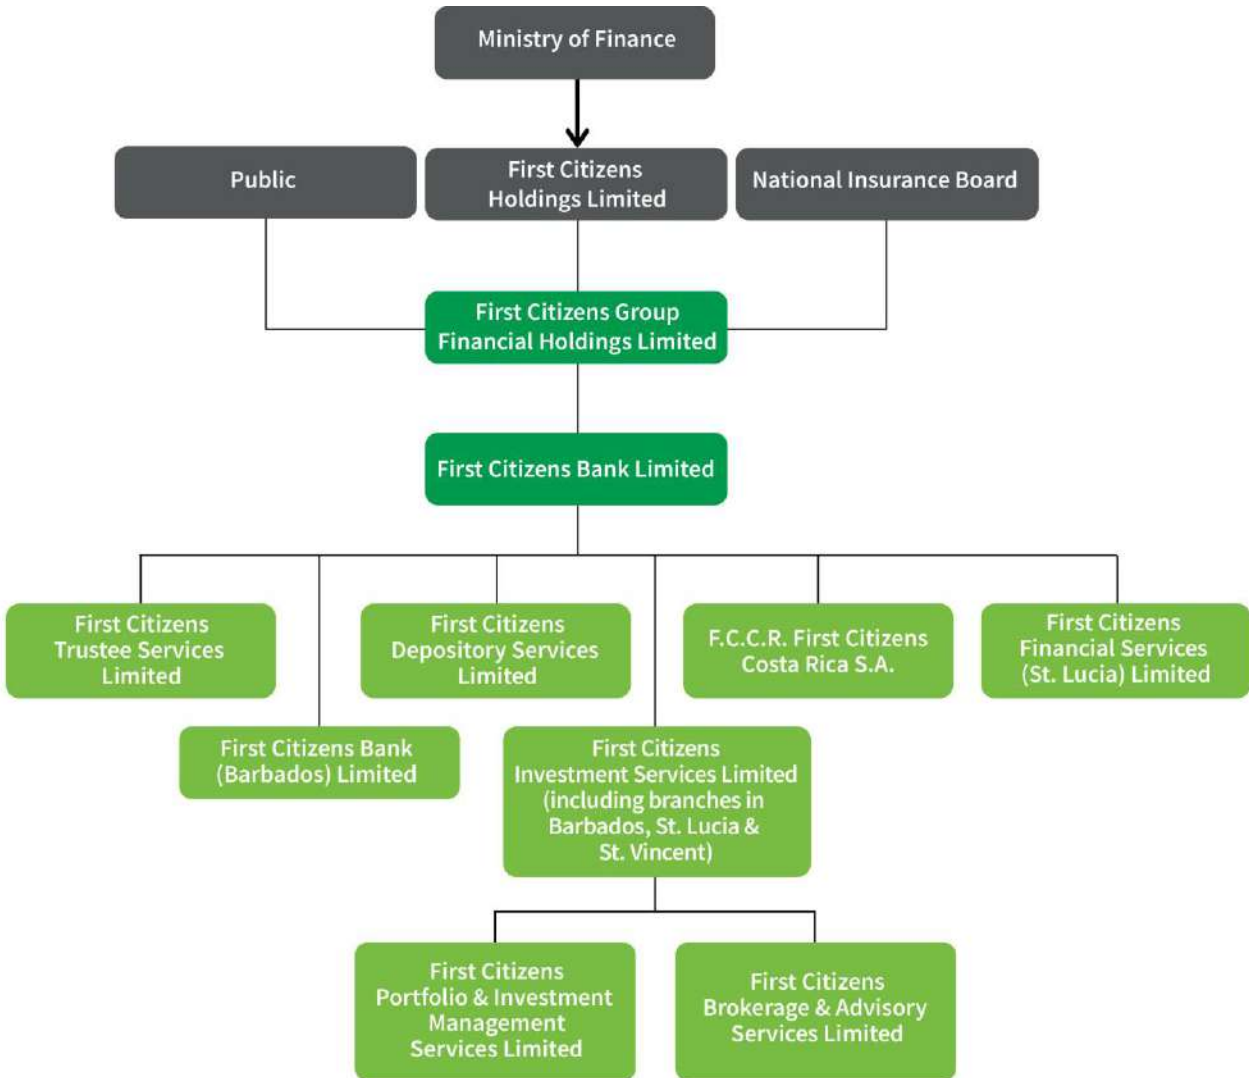 Ministry of Finance
Public
First Citizens
Holdings Limited
National Insurance Board
First Citizens Group
Financial Holdings Limited
First Citizens Bank Limited
First Citizens
Trustee Services
Limited
First Citizens
Depository Services
Limited
F.C.C.R. First Citizens
Costa Rica S.A.
First Citizens
Financial Services
(St. Lucia) Limited
First Citizens Bank
(Barbados) Limited
First Citizens
Investment Services Limited
(including branches in
Barbados, St. Lucia &
St. Vincent)
First Citizens
Portfolio & Investment
Management
Services Limited
First Citizens
Brokerage & Advisory
Services Limited